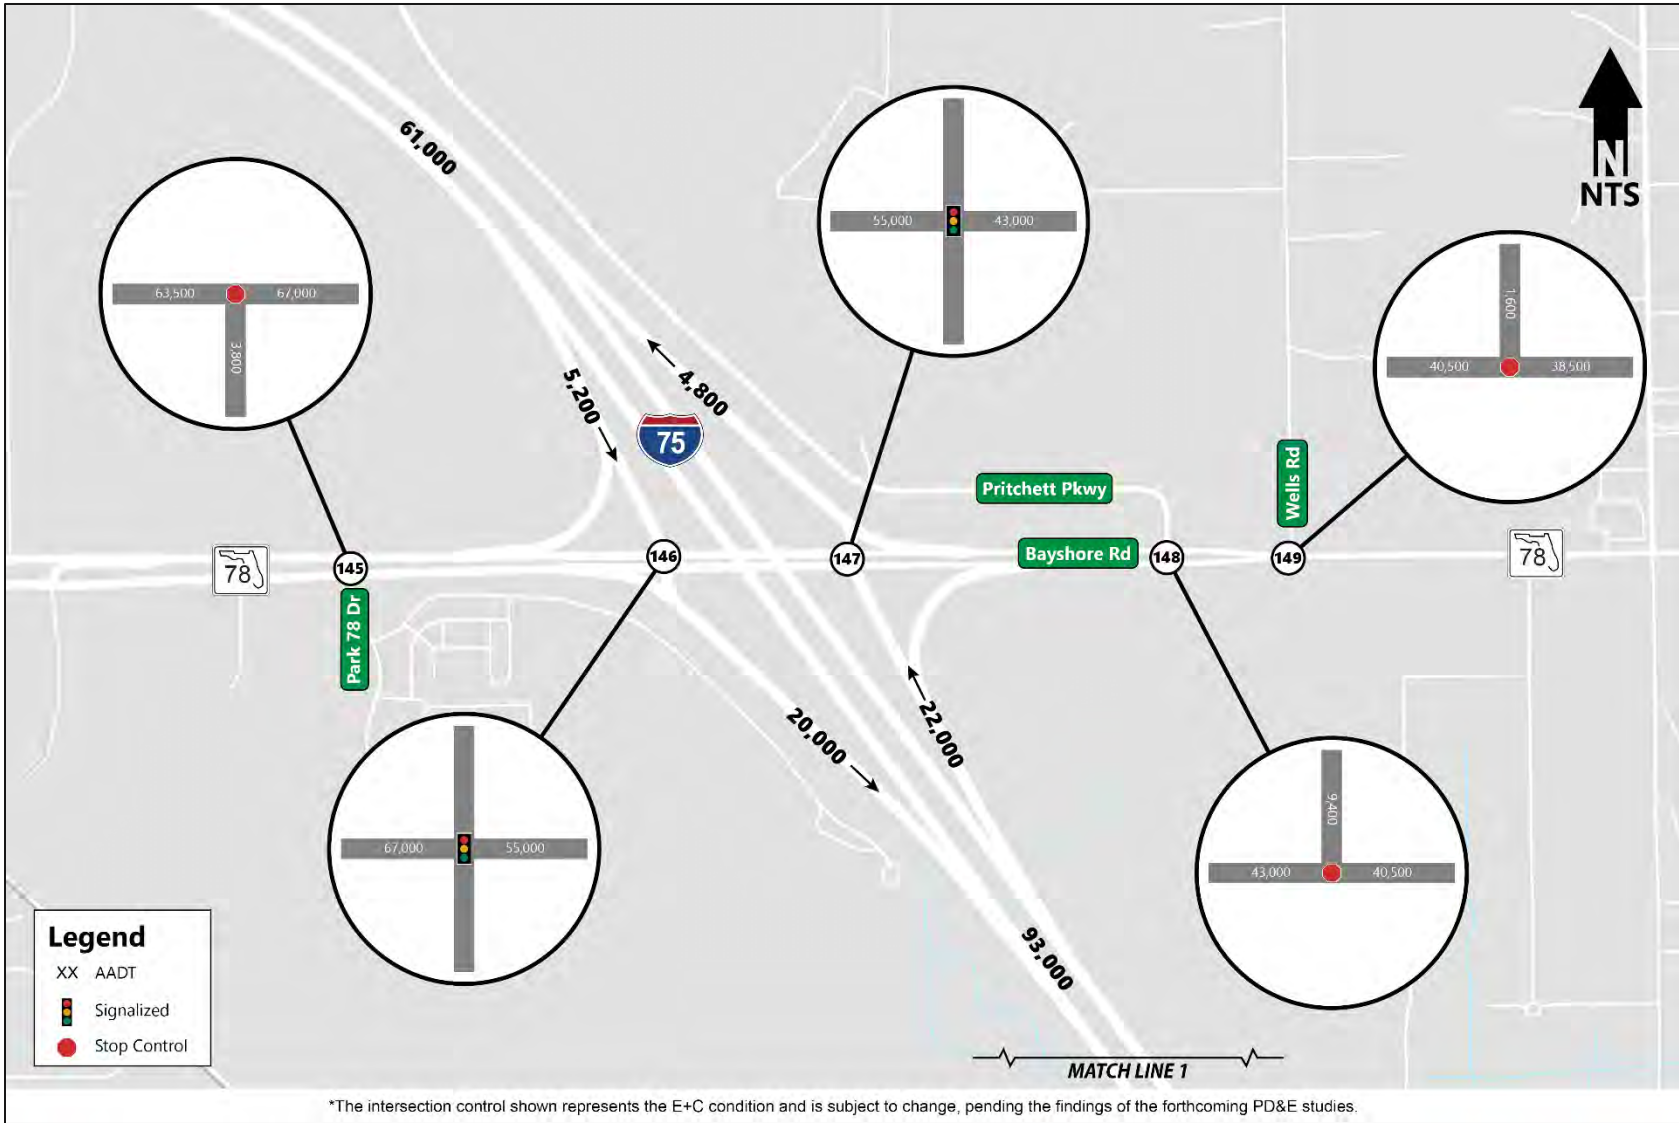 61,000
N
NTS
55,000 43,000
63,500 67,000
3,800
1,600
40,500 38,500
5,200
4,800
75
Pritchett Pkwy
Wells Rd
Bayshore Rd
78
145
146
147
148
149
78
Park 78 Dr
20,000
22,000
67,000 55,000
9,400
43,000 40,500
93,000
Legend
XX AADT
Signalized
Stop Control
MATCH LINE 1
*The intersection control shown represents the E+C condition and is subject to change, pending the findings of the forthcoming PD&E studies.